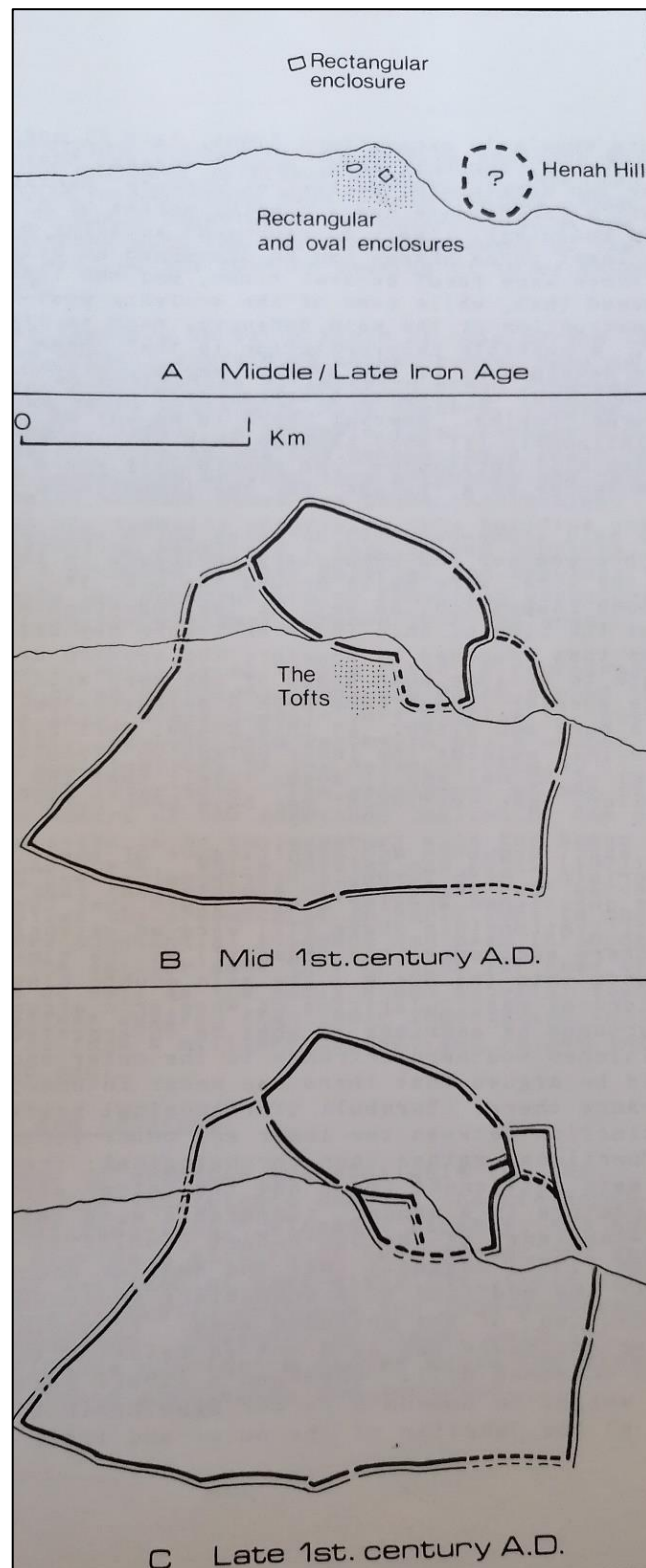 Rectangular
enclosure
?
Henah Hill
Rectangular
and oval enclosures
A Middle / Late Iron Age
0 1
Km
The
Tofts
B Mid 1st.century A.D.
C Late 1st. century A.D.